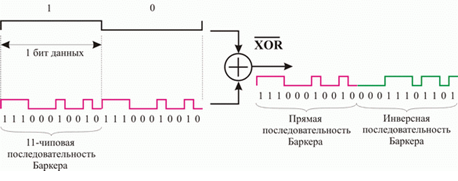 1 0
1 бит данных
XOR
1 1 1 0 0 0 1 0 0 1 0 1 1 1 0 0 0 1 0 0 1 0
11-чиповая
последовательность
Баркера
1 1 1 0 0 0 1 0 0 1 0 0 0 0 1 1 1 0 1 1 0 1
Прямая
последовательность
Баркера
Инверсная
последовательность
Баркера